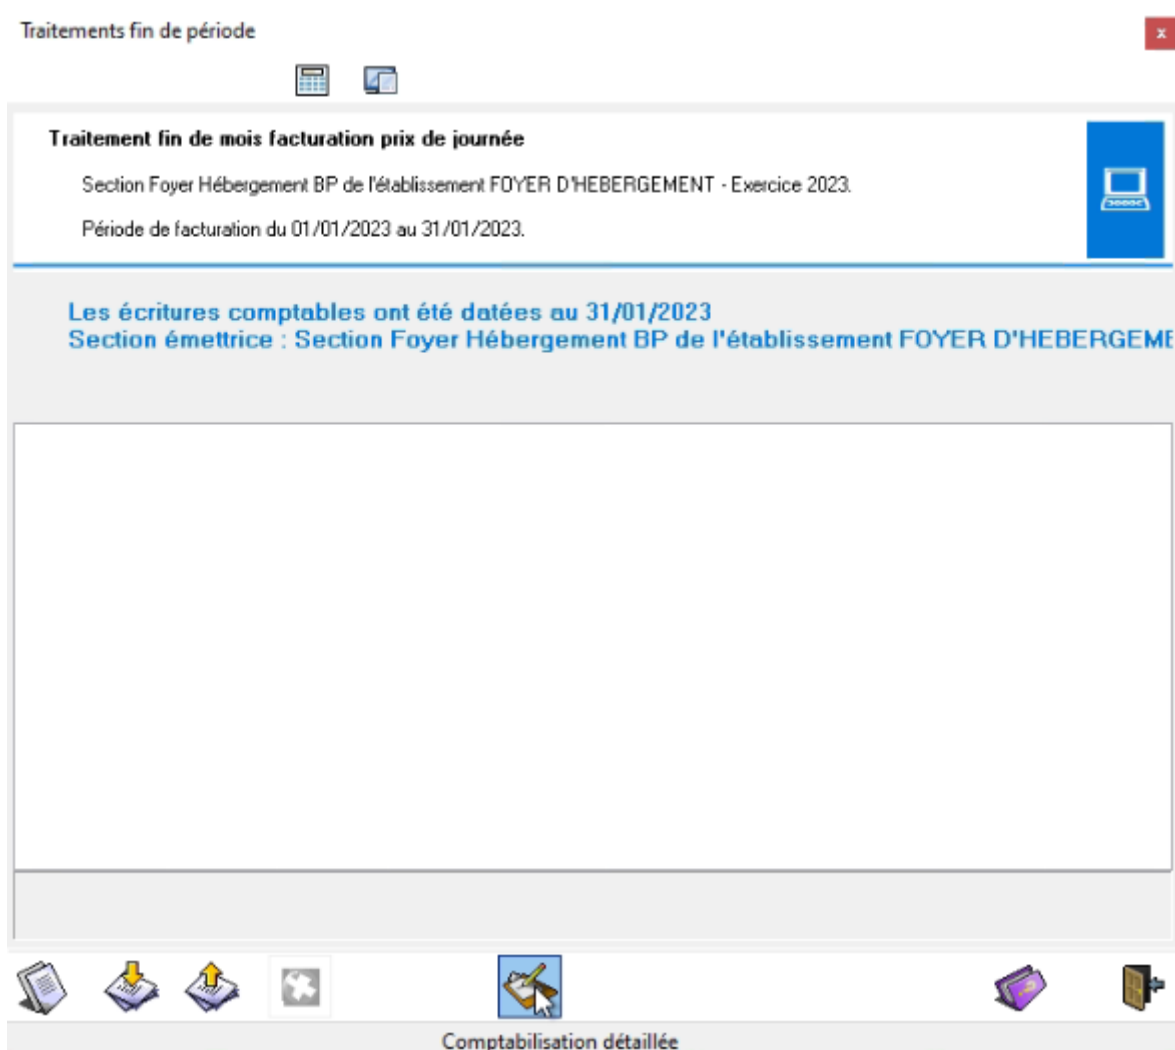 Traitements fin de période
x
Traitement fin de mois facturation prix de journée
Section Foyer Hébergement BP de l'établissement FOYER D'HEBERGEMENT - Exercice 2023.
Période de facturation du 01/01/2023 au 31/01/2023.
Les écritures comptables ont été datées au 31/01/2023
Section émettrice : Section Foyer Hébergement BP de l'établissement FOYER D'HEBERGEME
Comptabilisation détaillée